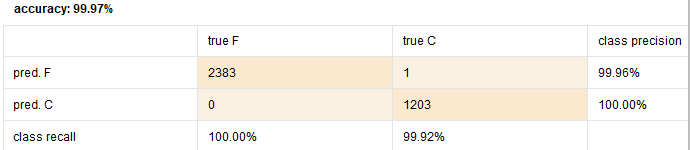 accuracy: 99.97%
true F true C class precision
pred. F 2383 1 99.96%
pred. C 0 1203 100.00%
class recall 100.00% 99.92%